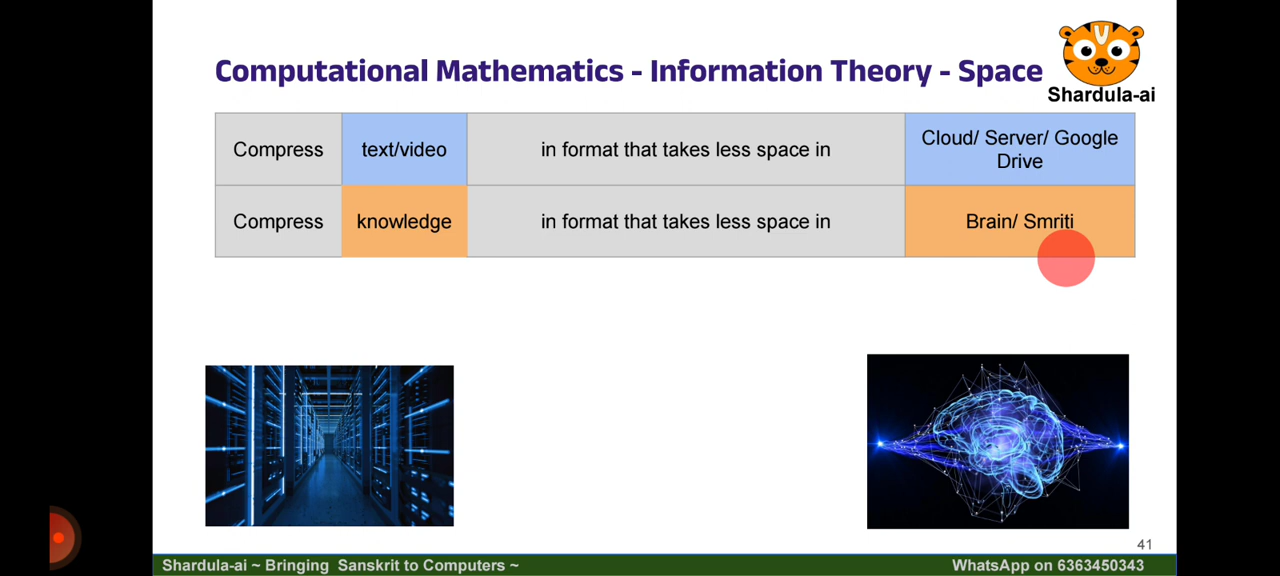 Computational Mathematics - Information Theory - Space
Shardula-ai
Compress text/video in format that takes less space in Cloud/ Server/ Google
Drive
Compress knowledge in format that takes less space in Brain/ Smriti
41
Shardula-ai ~ Bringing Sanskrit to Computers ~ WhatsApp on 6363450343